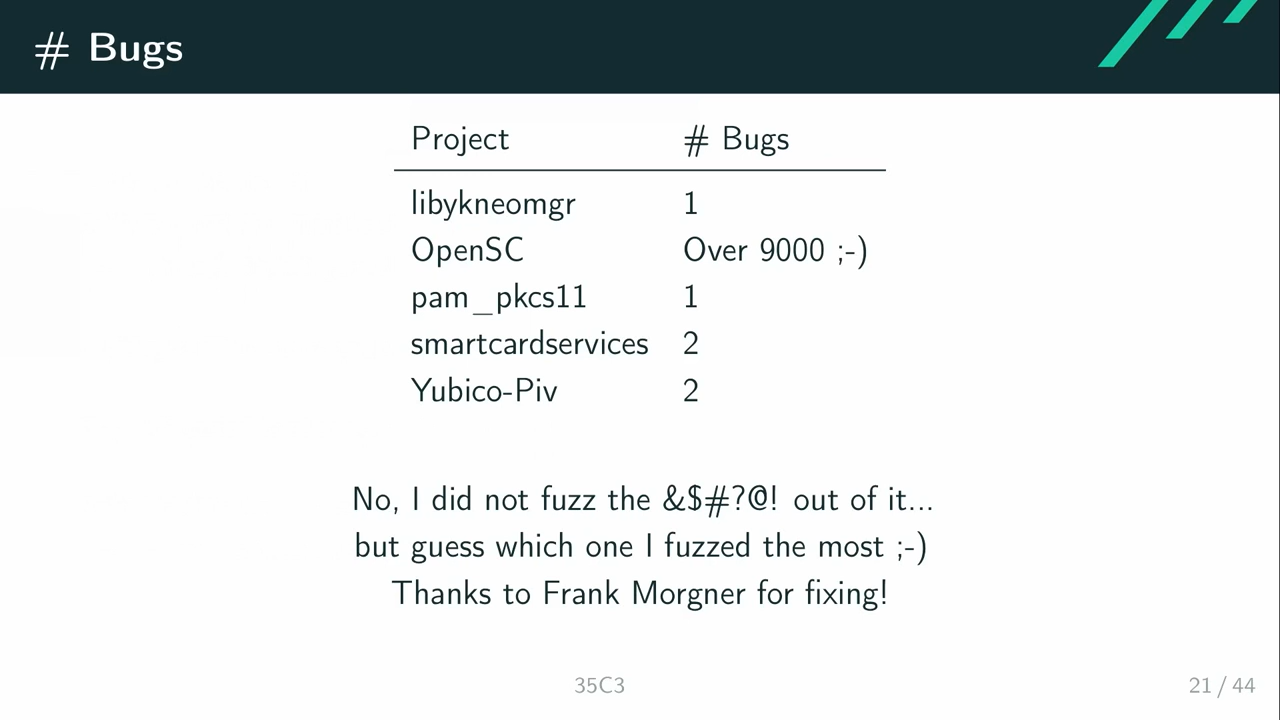 # Bugs
Project # Bugs
libykneomgr 1
OpenSC Over 9000 ;-)
pam_pkcs11 1
smartcardservices 2
Yubico-Piv 2
No, I did not fuzz the &$#?@! out of it...
but guess which one I fuzzed the most ;-)
Thanks to Frank Morgner for fixing!
35C3 21 / 44